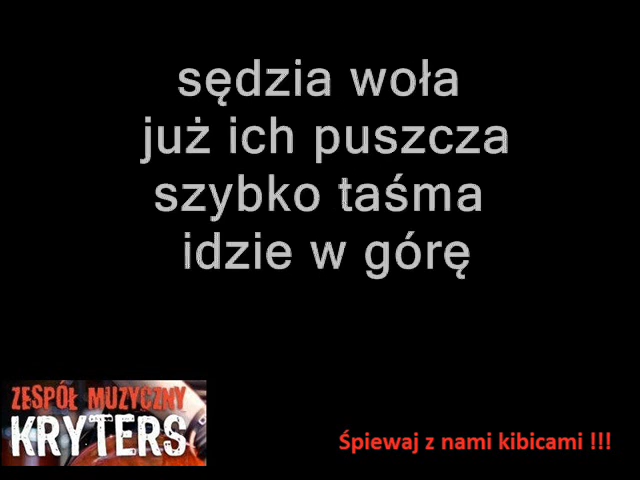 sędzia woła
już ich puszcza
szybko taśma
idzie w górę
ZESPÓŁ MUZYCZNY
KRYTERS
Śpiewaj z nami kibicami !!!